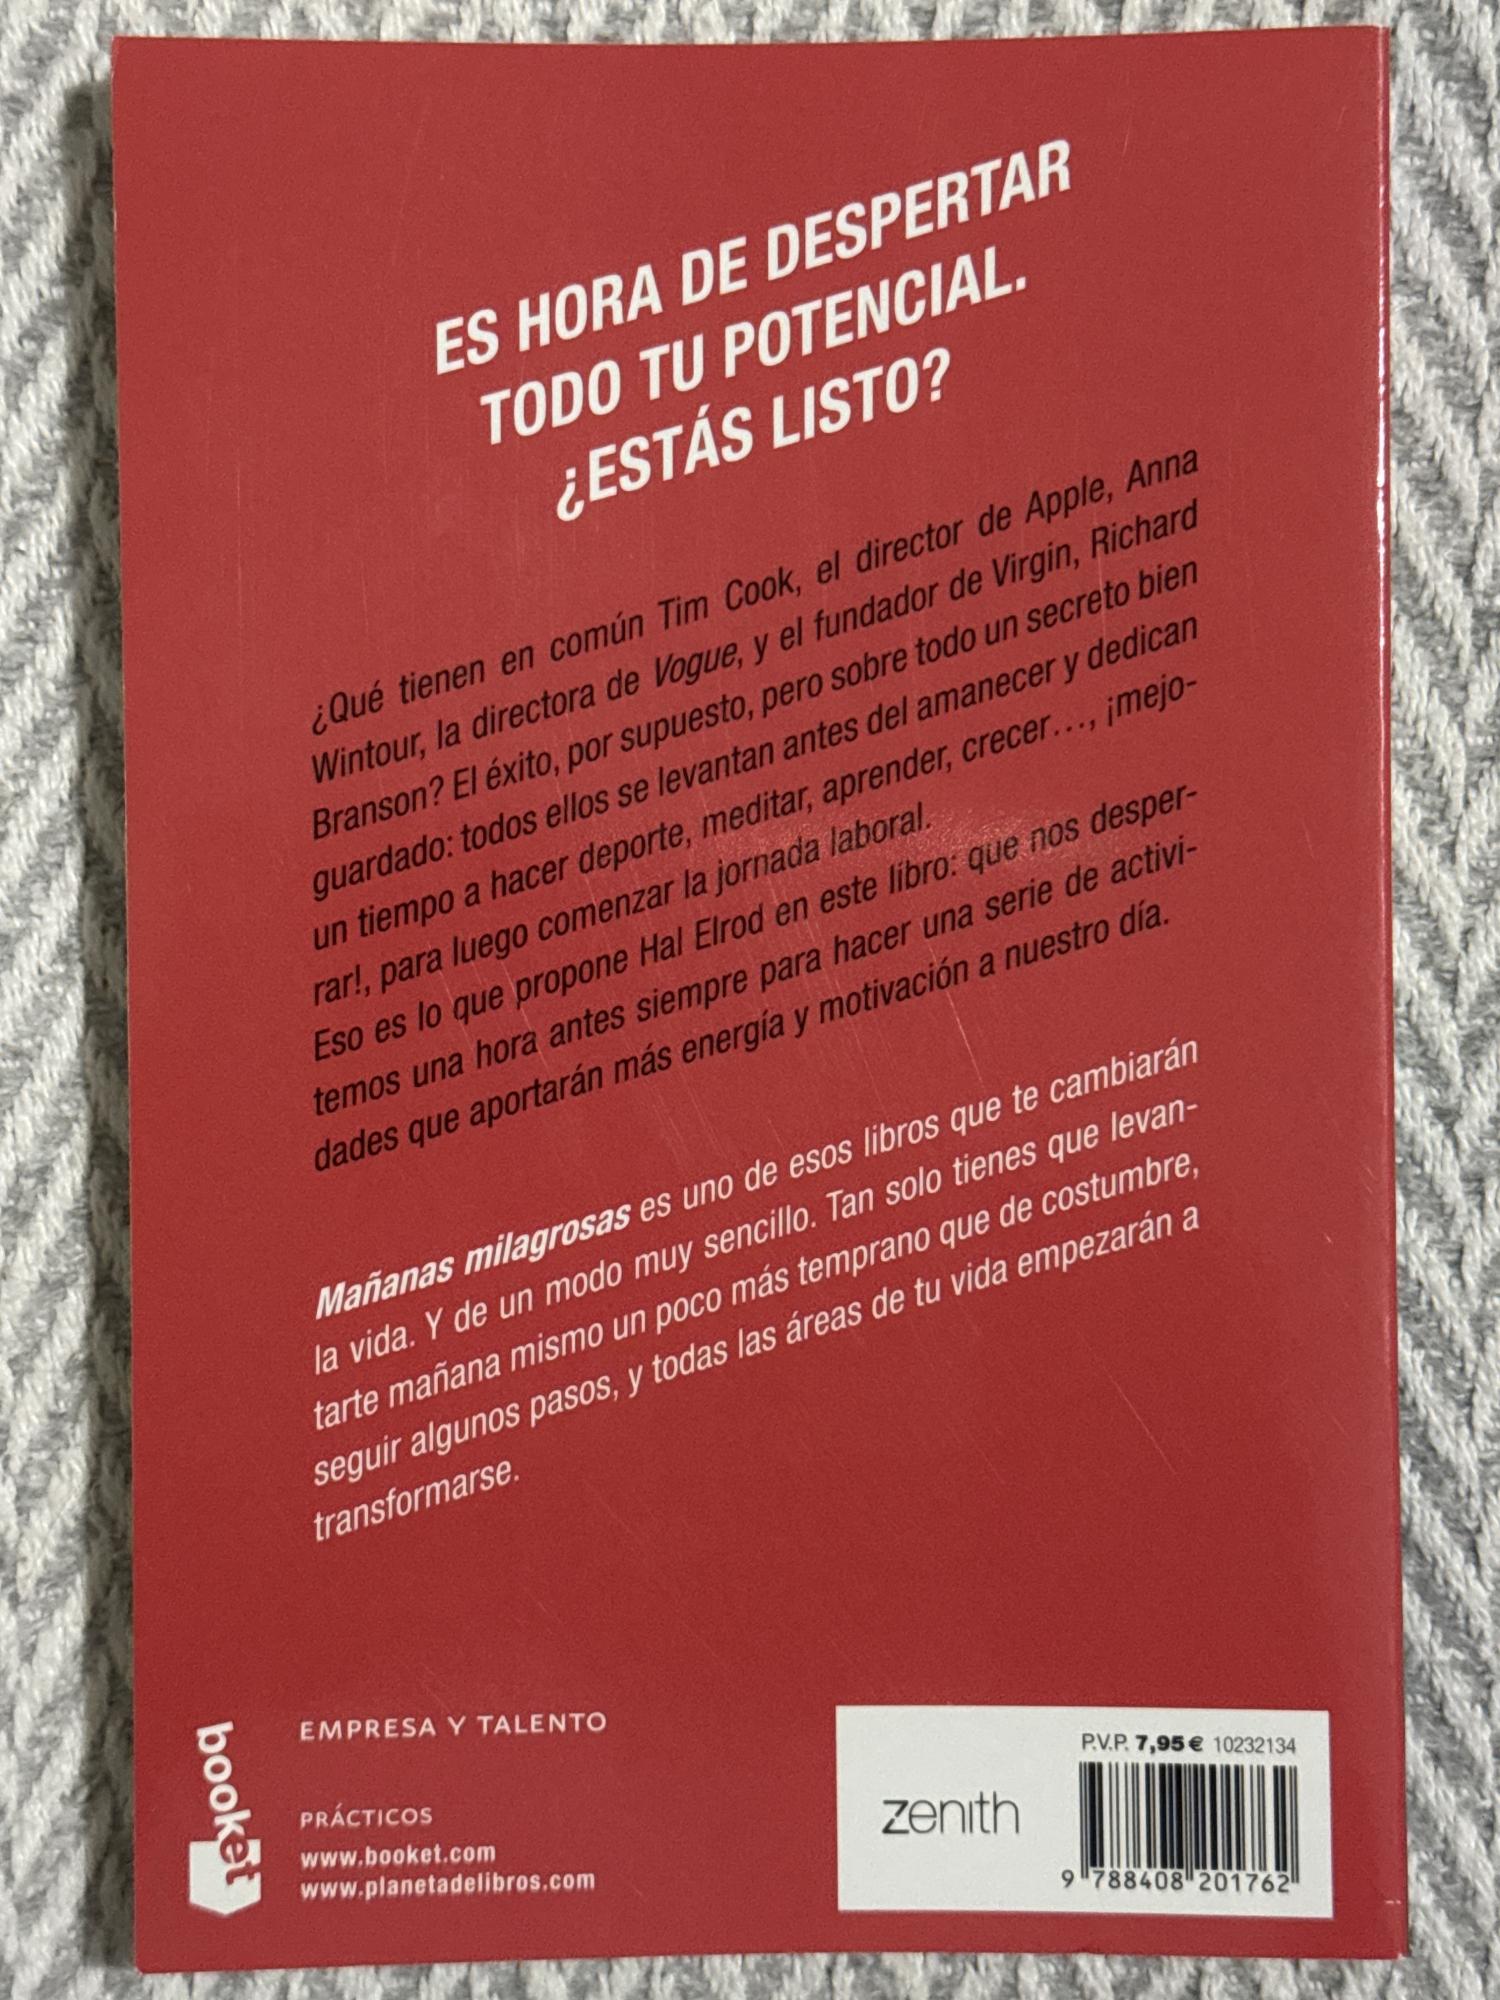 ES HORA DE DESPERTAR
TODO TU POTENCIAL.
¿ESTÁS LISTO?
¿Qué tienen en común Tim Cook, el director de Apple, Anna
Wintour, la directora de Vogue, y el fundador de Virgin, Richard
Branson? El éxito, por supuesto, pero sobre todo un secreto bien
guardado: todos ellos se levantan antes del amanecer y dedican
un tiempo a hacer deporte, meditar, aprender, crecer…, ¡mejo-
rar!, para luego comenzar la jornada laboral.
Eso es lo que propone Hal Elrod en este libro: que nos desper-
temos una hora antes siempre para hacer una serie de activi-
dades que aportarán más energía y motivación a nuestro día.
Mañanas milagrosas es uno de esos libros que te cambiarán
la vida. Y de un modo muy sencillo. Tan solo tienes que levan-
tarte mañana mismo un poco más temprano que de costumbre,
seguir algunos pasos, y todas las áreas de tu vida empezarán a
transformarse.
booket
EMPRESA Y TALENTO
PRÁCTICOS
www.booket.com
www.planetadelibros.com
zenith
P.V.P. 7,95 € 10232134
9 788408 201762